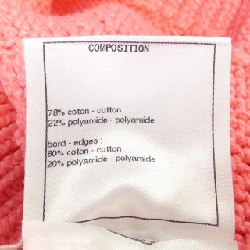 COMPOSITION
78% coton - cotton
22% polyamide - polyamide
bord - edges :
80% coton - cotton
20% polyamide - polyamide